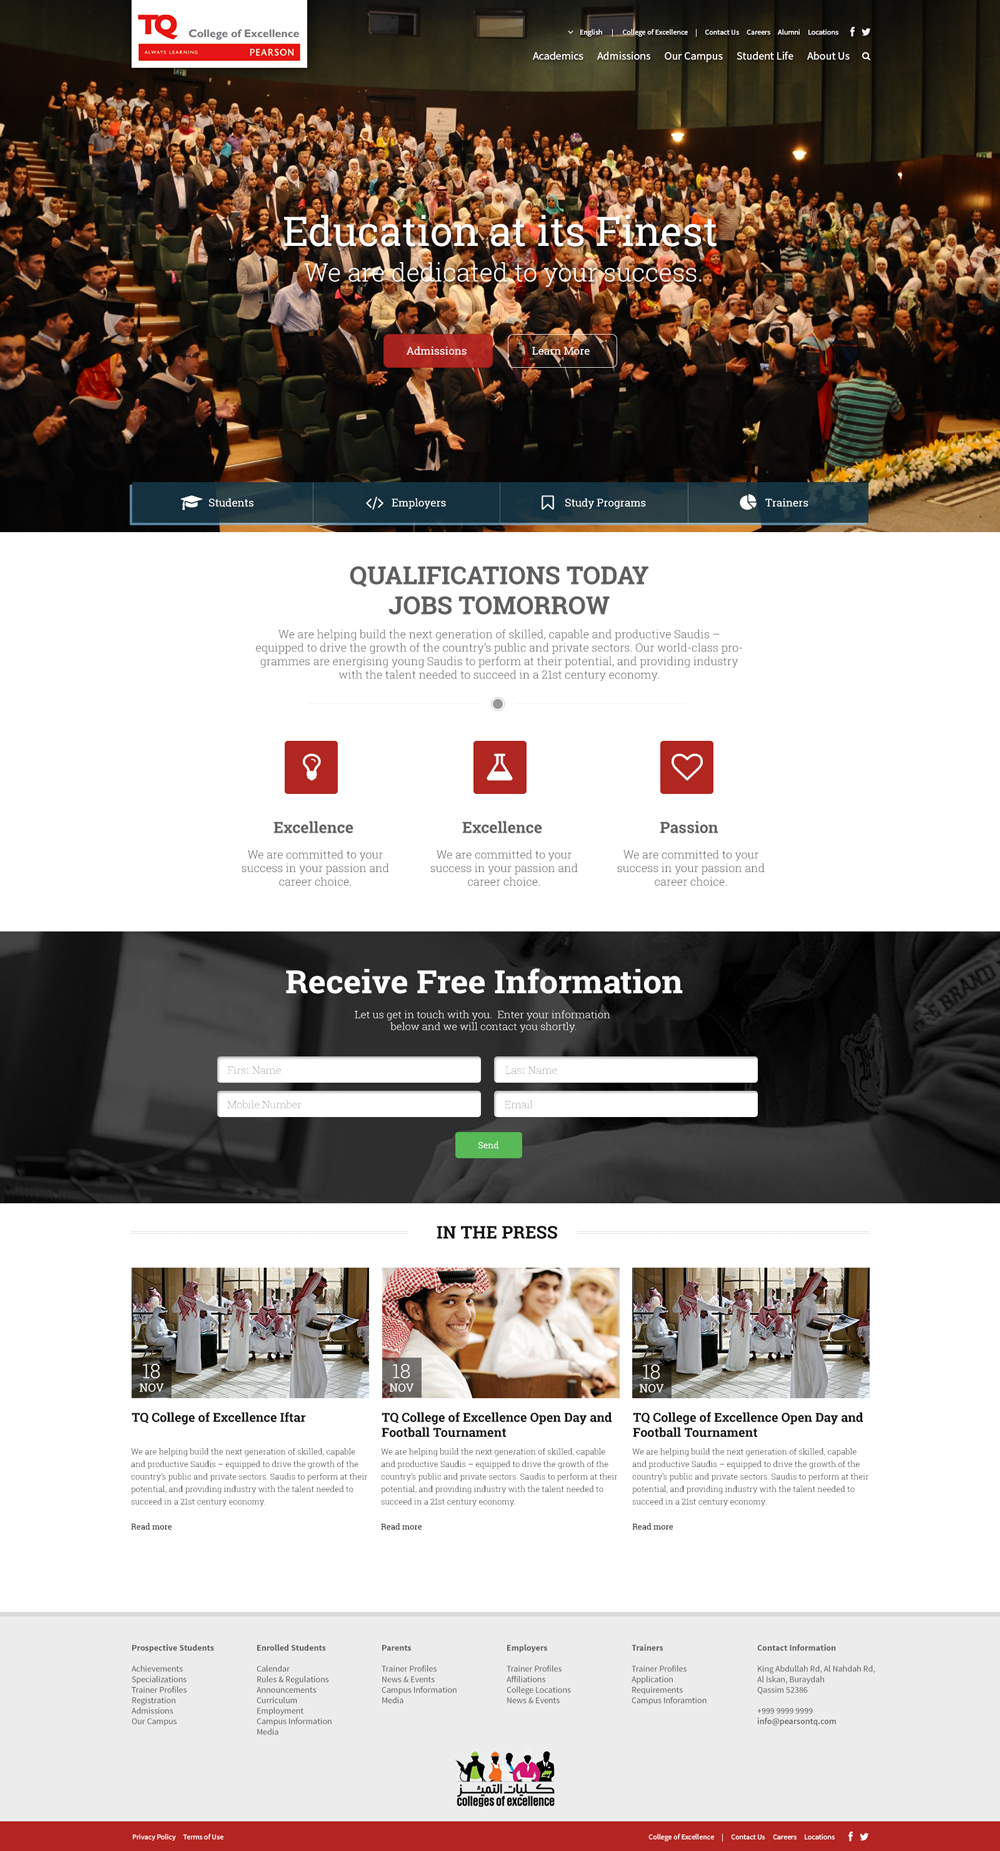 TQ College of Excellence
ALWAYS LEARNING PEARSON
English | College of Excellence | Contact Us Careers Alumni Locations
Academics Admissions Our Campus Student Life About Us
Education at its Finest
We are dedicated to your success.
Admissions Learn More
Students Employers Study Programs Trainers
QUALIFICATIONS TODAY
JOBS TOMORROW
We are helping build the next generation of skilled, capable and productive Saudis –
equipped to drive the growth of the country's public and private sectors. Our world-class pro-
grammes are energising young Saudis to perform at their potential, and providing industry
with the talent needed to succeed in a 21st century economy.
Excellence
We are committed to your
success in your passion and
career choice.
Excellence
We are committed to your
success in your passion and
career choice.
Passion
We are committed to your
success in your passion and
career choice.
Receive Free Information
Let us get in touch with you. Enter your information
below and we will contact you shortly.
First Name Last Name
Mobile Number Email
Send
IN THE PRESS
18
NOV
TQ College of Excellence Iftar
We are helping build the next generation of skilled, capable
and productive Saudis – equipped to drive the growth of the
country's public and private sectors. Saudis to perform at their
potential, and providing industry with the talent needed to
succeed in a 21st century economy.
Read more
18
NOV
TQ College of Excellence Open Day and
Football Tournament
We are helping build the next generation of skilled, capable
and productive Saudis – equipped to drive the growth of the
country's public and private sectors. Saudis to perform at their
potential, and providing industry with the talent needed to
succeed in a 21st century economy.
Read more
18
NOV
TQ College of Excellence Open Day and
Football Tournament
We are helping build the next generation of skilled, capable
and productive Saudis – equipped to drive the growth of the
country's public and private sectors. Saudis to perform at their
potential, and providing industry with the talent needed to
succeed in a 21st century economy.
Read more
Prospective Students
Achievements
Specializations
Trainer Profiles
Registration
Admissions
Our Campus
Enrolled Students
Calendar
Rules & Regulations
Announcements
Curriculum
Employment
Campus Information
Media
Parents
Trainer Profiles
News & Events
Campus Information
Media
Employers
Trainer Profiles
Affiliations
College Locations
News & Events
Trainers
Trainer Profiles
Application
Requirements
Campus Inforamtion
Contact Information
King Abdullah Rd, Al Nahdah Rd,
Al Iskan, Buraydah
Qassim 52386
+999 9999 9999
info@pearsontq.com
كليات التميز
colleges of excellence
Privacy Policy Terms of Use
College of Excellence | Contact Us Careers Locations